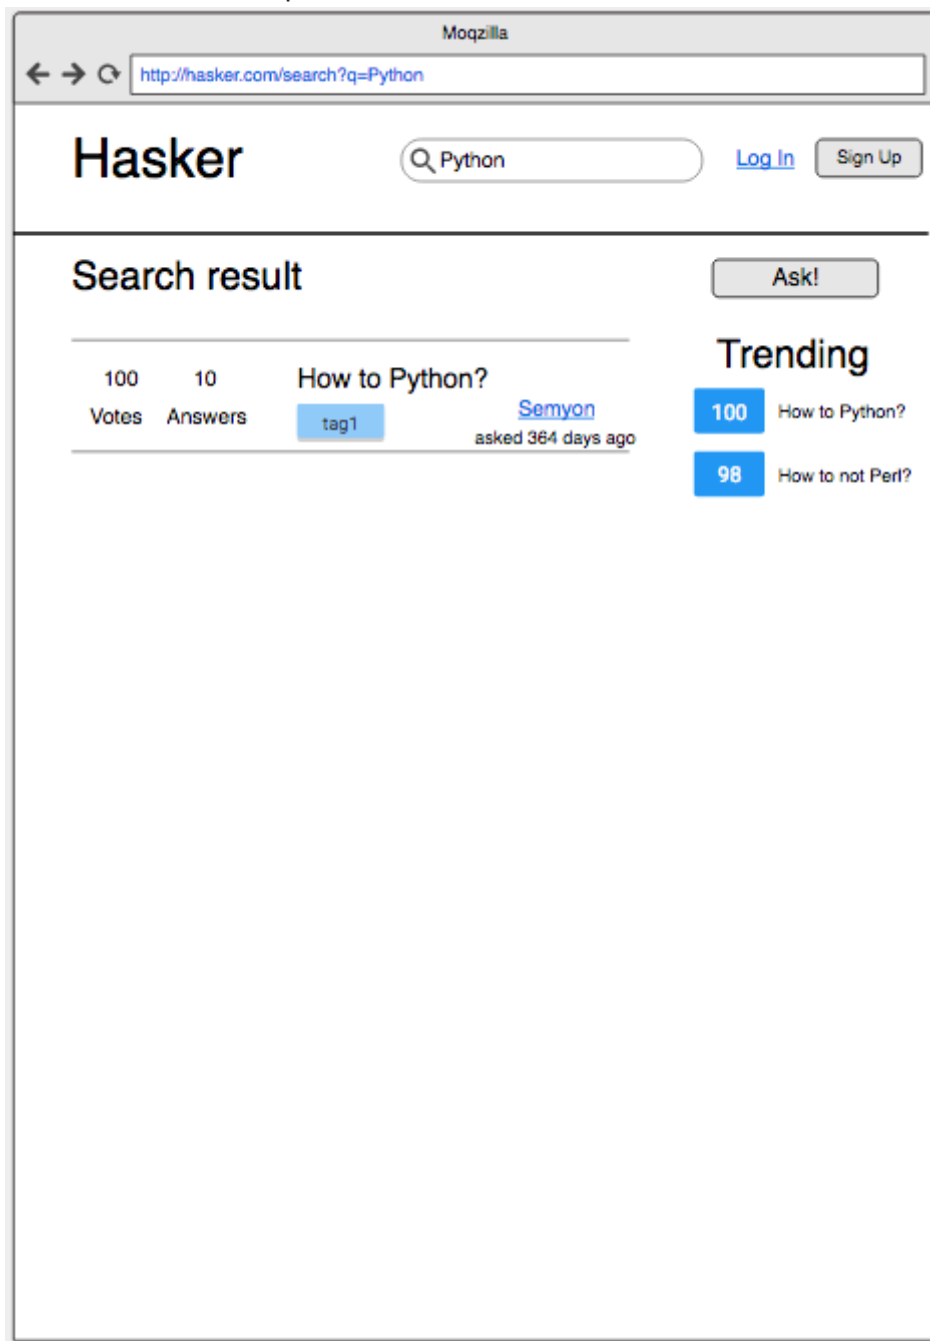 Moqzilla
http://hasker.com/search?q=Python
Hasker
Python
Log In
Sign Up
Search result
Ask!
100 10 How to Python?
Votes Answers tag1 Semyon
asked 364 days ago
Trending
100 How to Python?
98 How to not Perl?